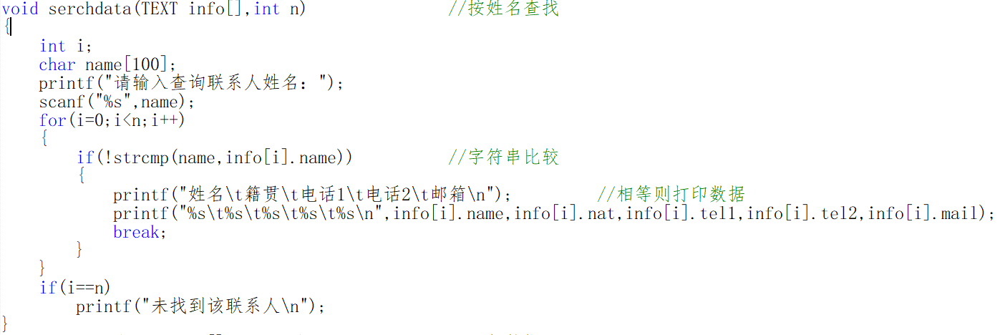 void serchdata(TEXT info[],int n) //按姓名查找
{
int i;
char name[100];
printf("请输入查询联系人姓名：");
scanf("%s",name);
for(i=0;i<n;i++)
{
if(!strcmp(name,info[i].name)) //字符串比较
{
printf("姓名\t籍贯\t电话1\t电话2\t邮箱\n"); //相等则打印数据
printf("%s\t%s\t%s\t%s\t%s\n",info[i].name,info[i].nat,info[i].tel1,info[i].tel2,info[i].mail);
break;
}
}
if(i==n)
printf("未找到该联系人\n");
}